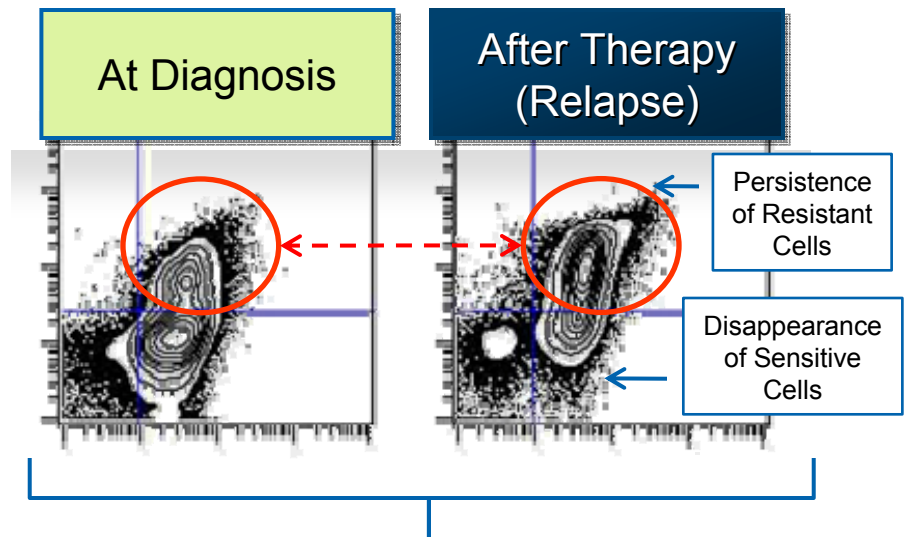 At Diagnosis
After Therapy
(Relapse)
Persistence
of Resistant
Cells
Disappearance
of Sensitive
Cells